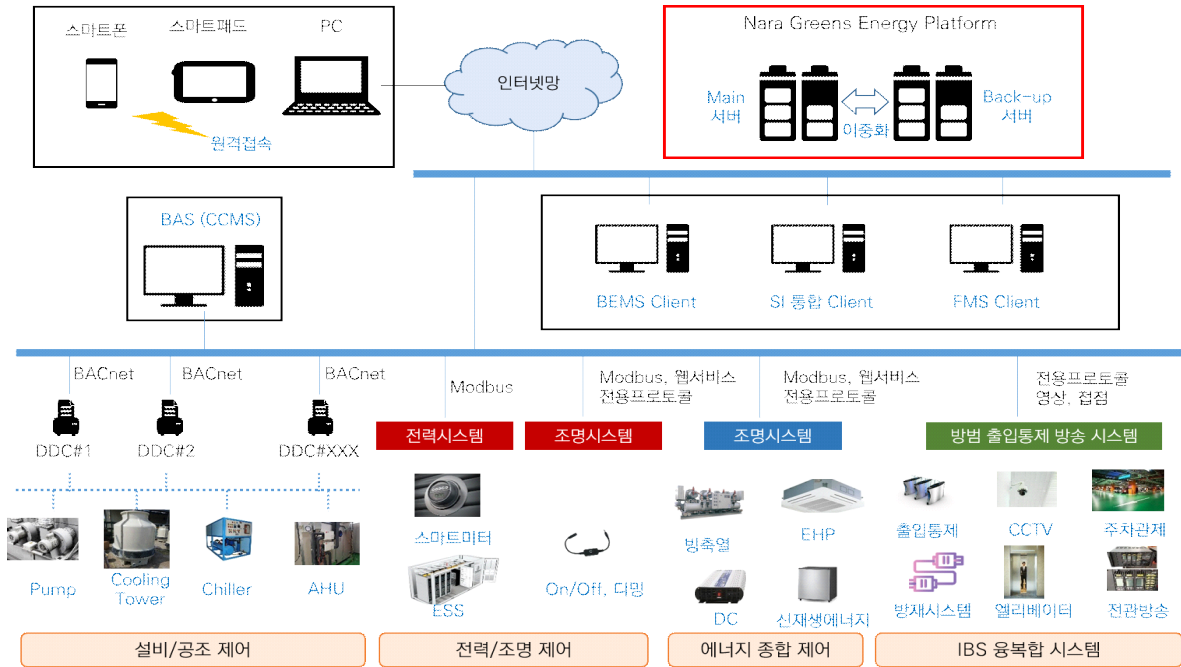 스마트폰
스마트패드
PC
원격접속
인터넷망
Nara Greens Energy Platform
Main
서버
이중화
Back-up
서버
BAS (CCMS)
BEMS Client
SI 통합 Client
FMS Client
BACnet
BACnet
BACnet
Modbus
Modbus, 웹서비스
전용프로토콜
Modbus, 웹서비스
전용프로토콜
전용프로토콜
영상, 접점
DDC#1
DDC#2
DDC#XXX
전력시스템
조명시스템
조명시스템
방범 출입통제 방송 시스템
스마트미터
빙축열
EHP
출입통제
CCTV
주차관제
Pump
Cooling
Tower
Chiller
AHU
ESS
On/Off, 디밍
DC
신재생에너지
방재시스템
엘리베이터
전관방송
설비/공조 제어
전력/조명 제어
에너지 종합 제어
IBS 융복합 시스템